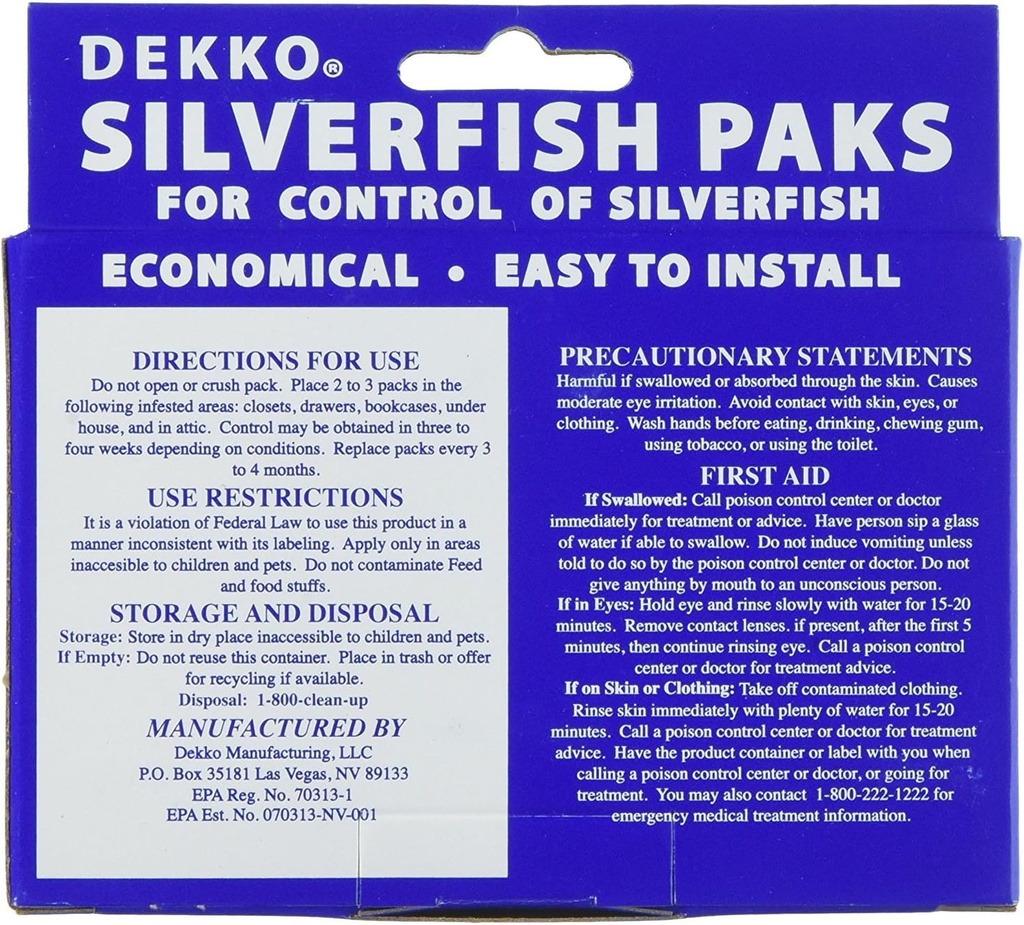 DEKKO®
SILVERFISH PAKS
FOR CONTROL OF SILVERFISH
ECONOMICAL • EASY TO INSTALL
DIRECTIONS FOR USE
Do not open or crush pack. Place 2 to 3 packs in the
following infested areas: closets, drawers, bookcases, under
house, and in attic. Control may be obtained in three to
four weeks depending on conditions. Replace packs every 3
to 4 months.
USE RESTRICTIONS
It is a violation of Federal Law to use this product in a
manner inconsistent with its labeling. Apply only in areas
inaccesible to children and pets. Do not contaminate Feed
and food stuffs.
STORAGE AND DISPOSAL
Storage: Store in dry place inaccessible to children and pets.
If Empty: Do not reuse this container. Place in trash or offer
for recycling if available.
Disposal: 1-800-clean-up
MANUFACTURED BY
Dekko Manufacturing, LLC
P.O. Box 35181 Las Vegas, NV 89133
EPA Reg. No. 70313-1
EPA Est. No. 070313-NV-001
PRECAUTIONARY STATEMENTS
Harmful if swallowed or absorbed through the skin. Causes
moderate eye irritation. Avoid contact with skin, eyes, or
clothing. Wash hands before eating, drinking, chewing gum,
using tobacco, or using the toilet.
FIRST AID
If Swallowed: Call poison control center or doctor
immediately for treatment or advice. Have person sip a glass
of water if able to swallow. Do not induce vomiting unless
told to do so by the poison control center or doctor. Do not
give anything by mouth to an unconscious person.
If in Eyes: Hold eye and rinse slowly with water for 15-20
minutes. Remove contact lenses. if present, after the first 5
minutes, then continue rinsing eye. Call a poison control
center or doctor for treatment advice.
If on Skin or Clothing: Take off contaminated clothing.
Rinse skin immediately with plenty of water for 15-20
minutes. Call a poison control center or doctor for treatment
advice. Have the product container or label with you when
calling a poison control center or doctor, or going for
treatment. You may also contact 1-800-222-1222 for
emergency medical treatment information.